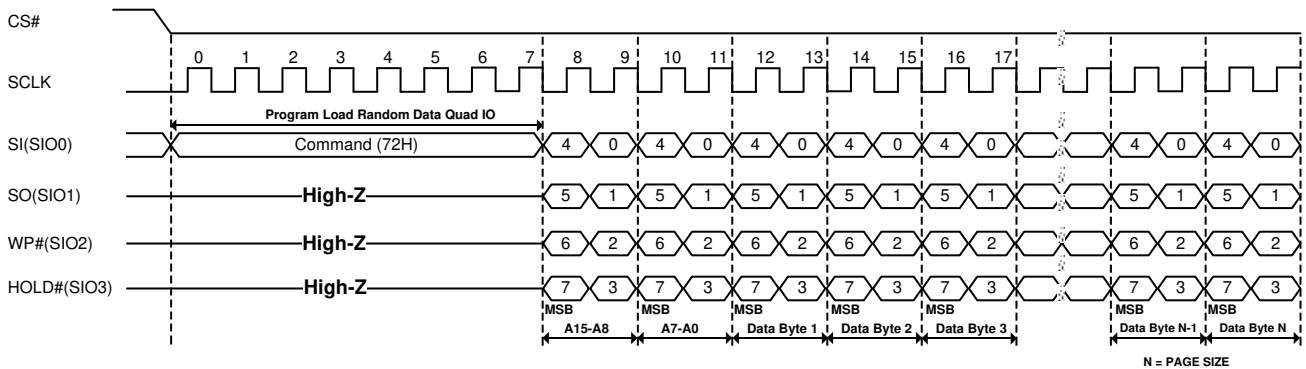 CS#
0 1 2 3 4 5 6 7 8 9 10 11 12 13 14 15 16 17
SCLK
Program Load Random Data Quad IO
SI(SIO0) Command (72H) 4 0 4 0 4 0 4 0 4 0 4 0 4 0
SO(SIO1) High-Z 5 1 5 1 5 1 5 1 5 1 5 1 5 1
WP#(SIO2) High-Z 6 2 6 2 6 2 6 2 6 2 6 2 6 2
HOLD#(SIO3) High-Z 7 3 7 3 7 3 7 3 7 3 7 3 7 3
MSB MSB MSB MSB MSB MSB MSB
A15-A8 A7-A0 Data Byte 1 Data Byte 2 Data Byte 3 Data Byte N-1 Data Byte N
N = PAGE SIZE